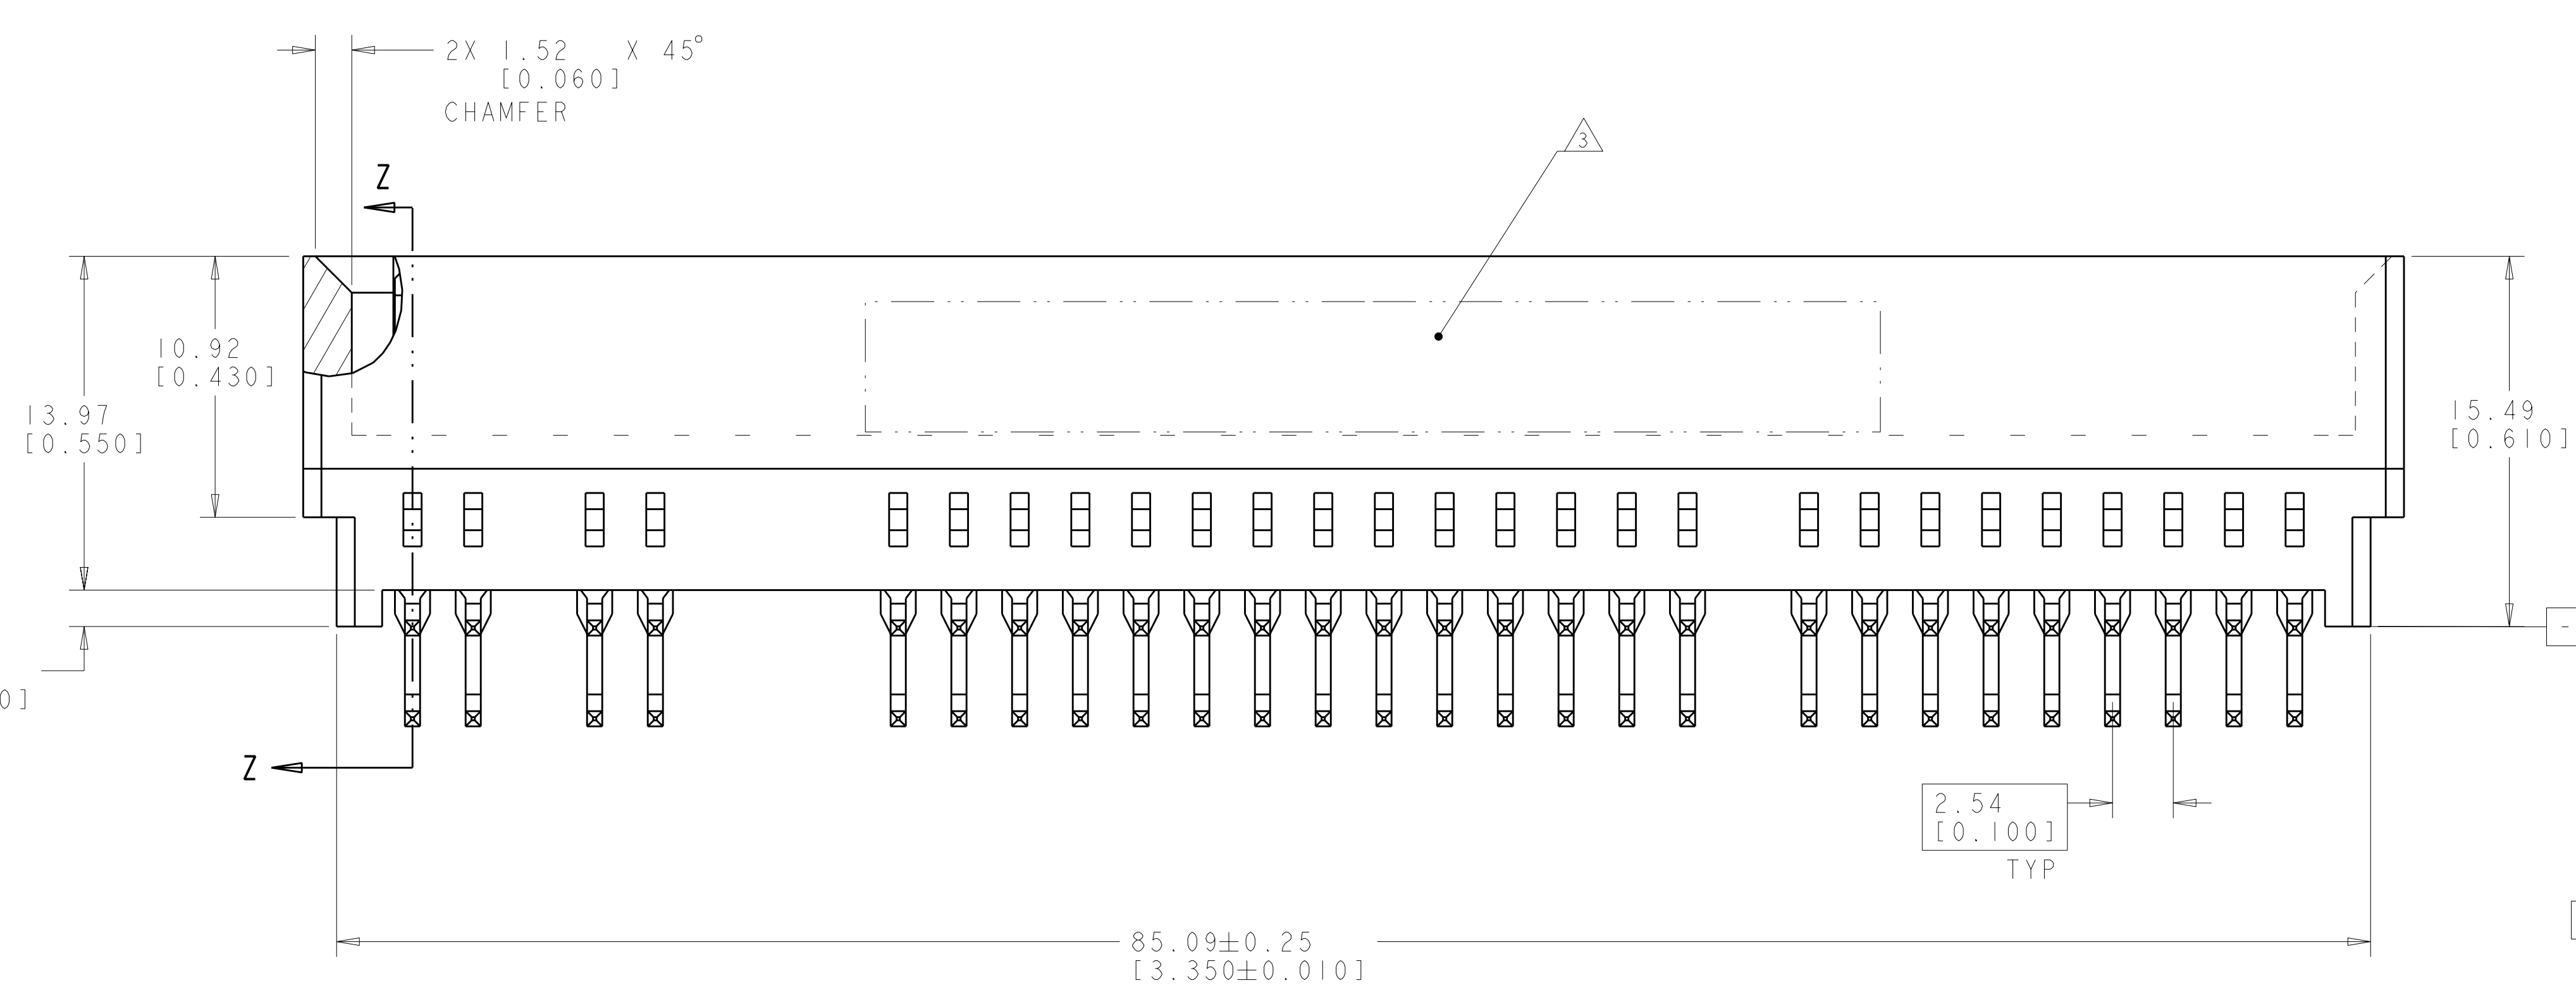 2X 1.52 X 45°
[0.060]
CHAMFER
3
Z
10.92
[0.430]
13.97
[0.550]
15.49
[0.610]
0]
Z
2.54
[0.100]
TYP
85.09±0.25
[3.350±0.010]